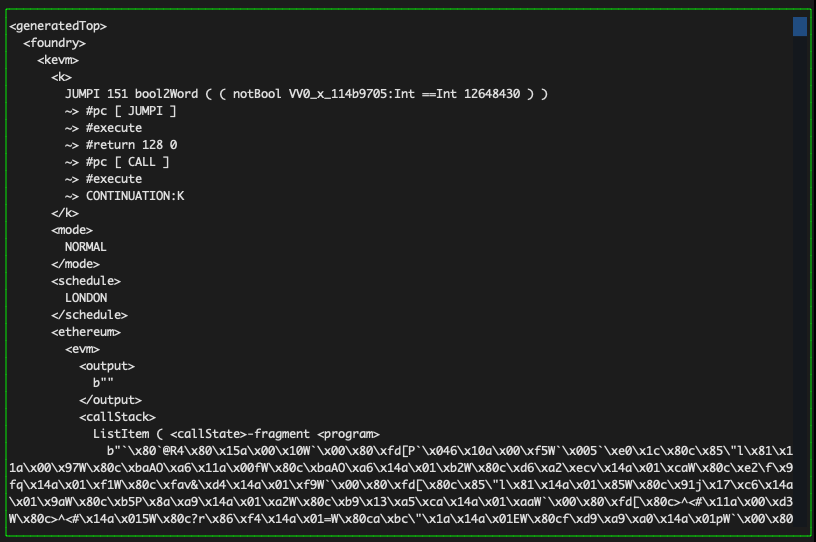 <generatedTop>
<foundry>
<kevm>
<k>
JUMPI 151 bool2Word ( ( notBool VV0_x_114b9705:Int ==Int 12648430 ) )
~> #pc [ JUMPI ]
~> #execute
~> #return 128 0
~> #pc [ CALL ]
~> #execute
~> CONTINUATION:K
</k>
<mode>
NORMAL
</mode>
<schedule>
LONDON
</schedule>
<ethereum>
<evm>
<output>
b""
</output>
<callStack>
ListItem ( <callState>-fragment <program>
b"`\x80`@R4\x80\x15a\x00\x10W`\x00\x80\xfd[P`\x046\x10a\x00\xf5W`\x005`\xe0\x1c\x80c\x85\"l\x81\x1
1a\x00\x97W\x80c\xbaAO\xa6\x11a\x00fW\x80c\xbaAO\xa6\x14a\x01\xb2W\x80c\xd6\xa2\xecv\x14a\x01\xcaW\x80c\xe2\f\x9
fq\x14a\x01\xf1W\x80c\xfav&\xd4\x14a\x01\xf9W`\x00\x80\xfd[\x80c\x85\"l\x81\x14a\x01\x85W\x80c\x91j\x17\xc6\x14a
\x01\x9aW\x80c\xb5P\x8a\xa9\x14a\x01\xa2W\x80c\xb9\x13\xa5\xca\x14a\x01\xaaW`\x00\x80\xfd[\x80c>^<#\x11a\x00\xd3
W\x80c>^<#\x14a\x015W\x80c?r\x86\xf4\x14a\x01=W\x80ca\xbc\"\x1a\x14a\x01EW\x80cf\xd9\xa9\xa0\x14a\x01pW`\x00\x80